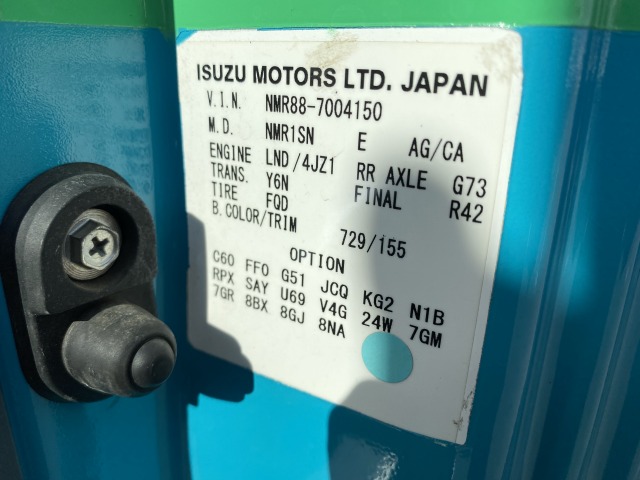 ISUZU MOTORS LTD. JAPAN
V.I.N. NMR88-7004150
M.D. NMR1SN E AG/CA
ENGINE LND/4JZ1 RR AXLE G73
TRANS. Y6N FINAL R42
TIRE FQD
B.COLOR/TRIM 729/155
OPTION
C60 FFO G51 JCQ KG2 N1B
RPX SAY U69 V4G 24W 7GM
7GR 8BX 8GJ 8NA